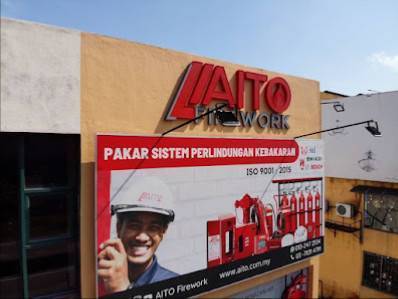 AITO
FIREWORK
PAKAR SISTEM PERLINDUNGAN KEBAKARAN
ISO 9001 : 2015
AITO
AITO Firework
www.aito.com.my